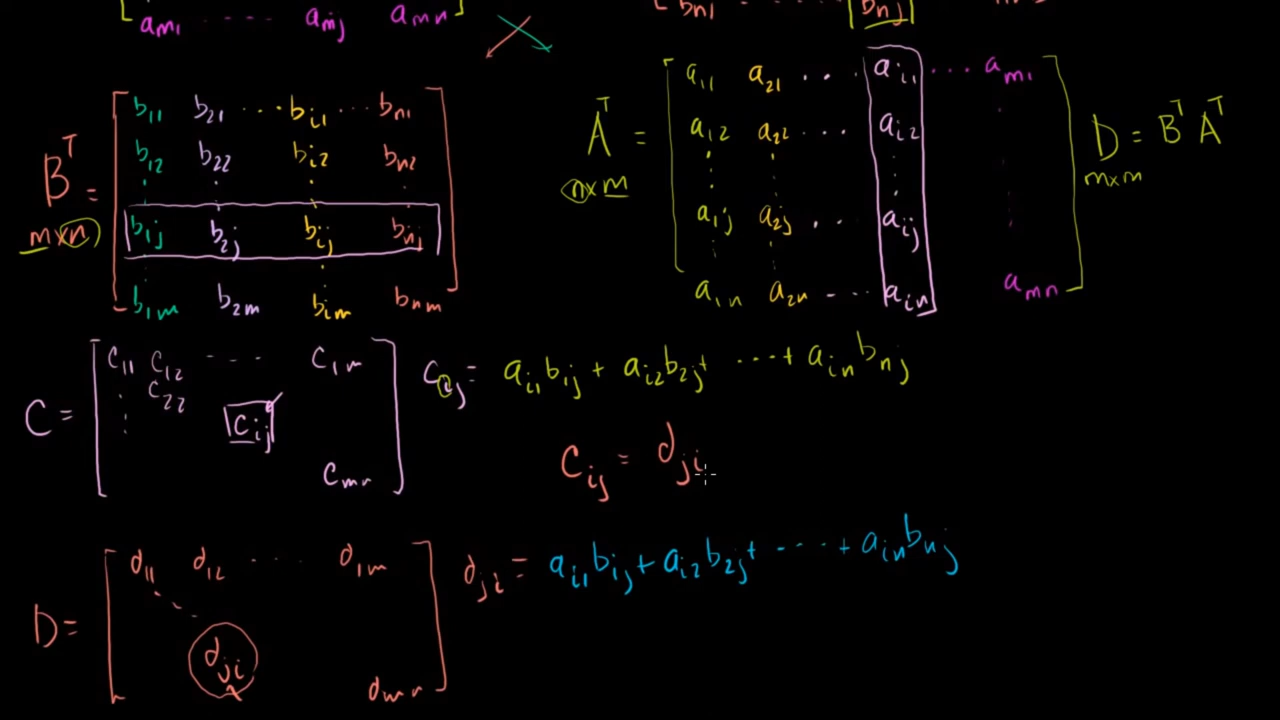 a_m1 ···· a_mj a_mn
b_n1 b_nj
B^T = b_11 b_21 ··· b_i1 ··· b_n1
b_12 b_22 b_i2 b_n2
b_1j b_2j b_ij b_nj
b_1m b_2m b_im b_nm
m×n
A^T = a_11 a_21 ··· a_i1 ··· a_m1
a_12 a_22 ··· a_i2
a_1j a_2j ··· a_ij
a_1n a_2n ··· a_in a_mn
n×m
D = B^T A^T
m×m
C = c_11 c_12 ··· c_1m
c_22
c_ij
c_ij = a_i1 b_1j + a_i2 b_2j + ··· + a_in b_nj
c_ij = d_ji
D = d_11 d_12 ···· d_1m
d_ji
d_ji = a_i1 b_1j + a_i2 b_2j + ···· + a_in b_nj